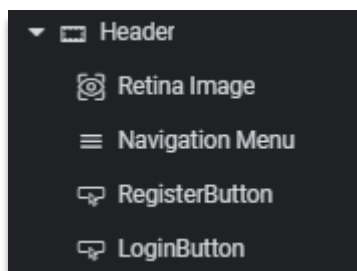 Header
Retina Image
Navigation Menu
RegisterButton
LoginButton